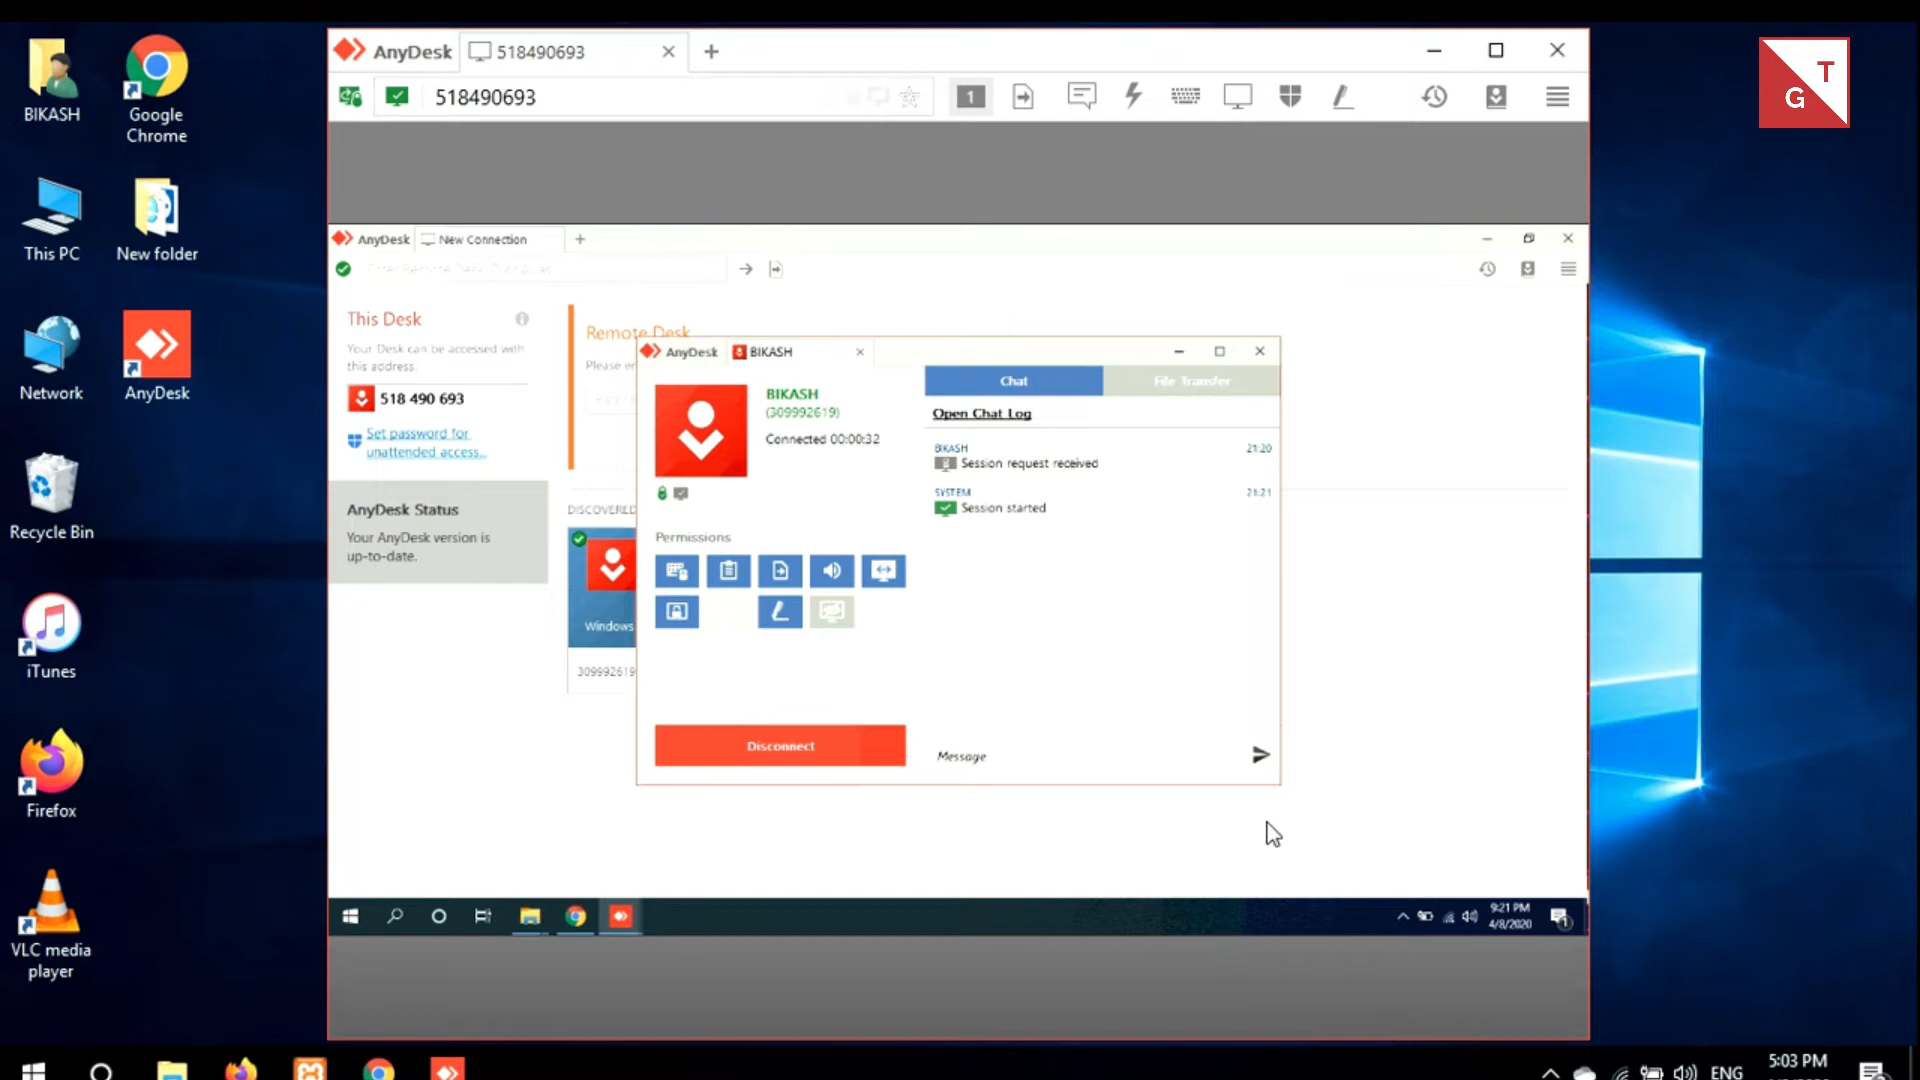 BIKASH
Google
Chrome
This PC
New folder
Network
AnyDesk
Recycle Bin
iTunes
Firefox
VLC media
player
AnyDesk
518490693
518490693
1
T
G
AnyDesk
New Connection
This Desk
Your Desk can be accessed with
this address.
518 490 693
Set password for
unattended access...
AnyDesk Status
Your AnyDesk version is
up-to-date.
Remote Desk
Please en
DISCOVERED
Windows
309992619
AnyDesk
BIKASH
BIKASH
(309992619)
Connected 00:00:32
Permissions
Disconnect
Chat
File Transfer
Open Chat Log
BIKASH
21:20
Session request received
SYSTEM
21:21
Session started
Message
9:21 PM
4/8/2020
1
ENG
5:03 PM